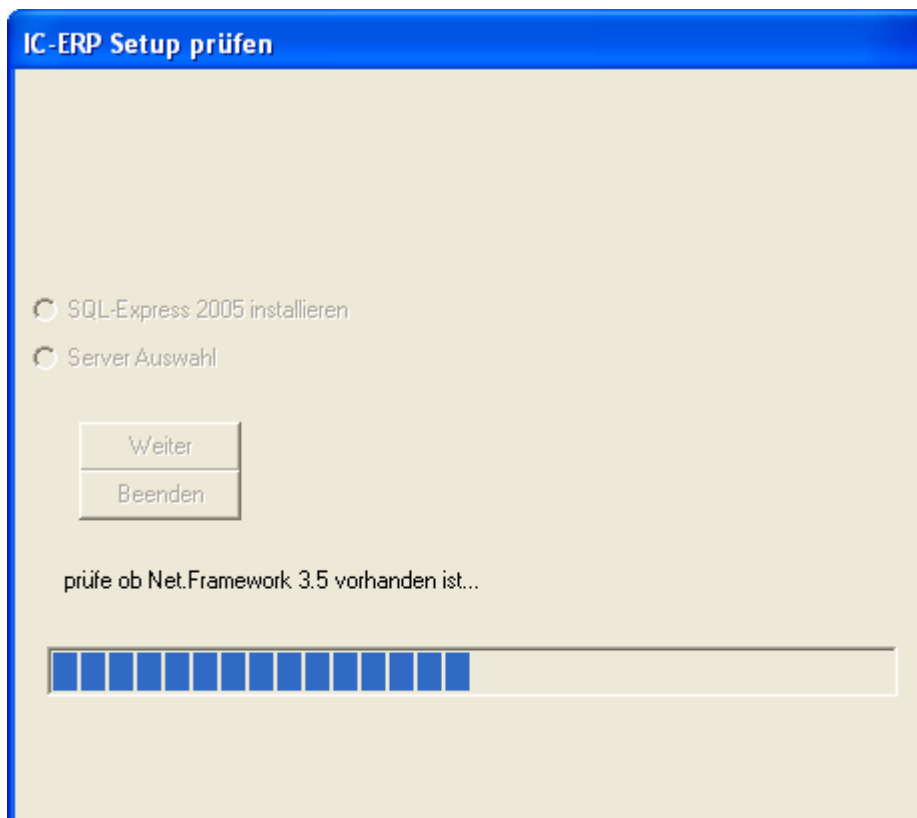 IC-ERP Setup prüfen
SQL-Express 2005 installieren
Server Auswahl
Weiter
Beenden
prüfe ob Net.Framework 3.5 vorhanden ist...